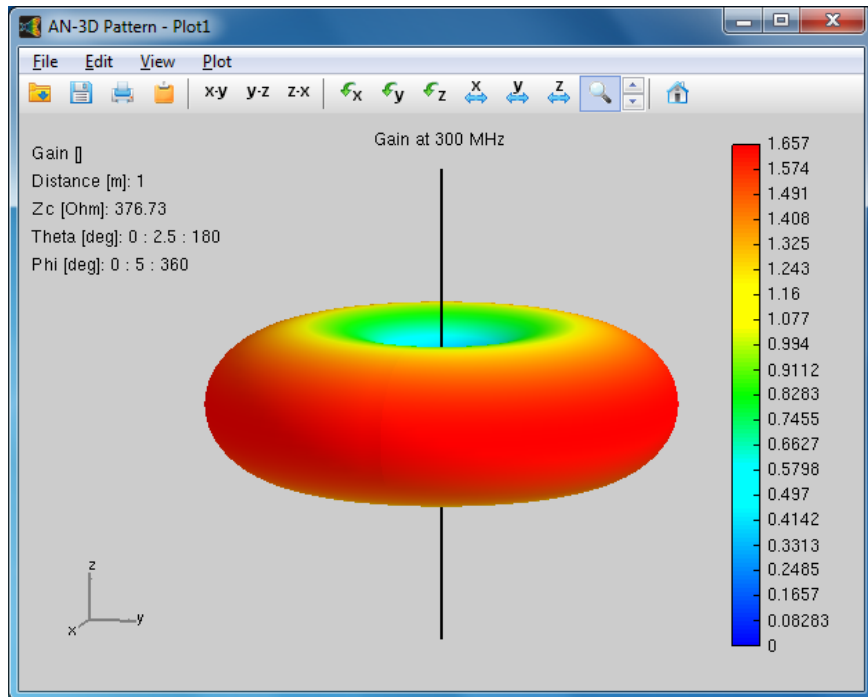 AN-3D Pattern - Plot1
File Edit View Plot
x-y y-z z-x x y z x y z
Gain at 300 MHz
Gain []
Distance [m]: 1
Zc [Ohm]: 376.73
Theta [deg]: 0 : 2.5 : 180
Phi [deg]: 0 : 5 : 360
1.657
1.574
1.491
1.408
1.325
1.243
1.16
1.077
0.994
0.9112
0.8283
0.7455
0.6627
0.5798
0.497
0.4142
0.3313
0.2485
0.1657
0.08283
0
z
x
y